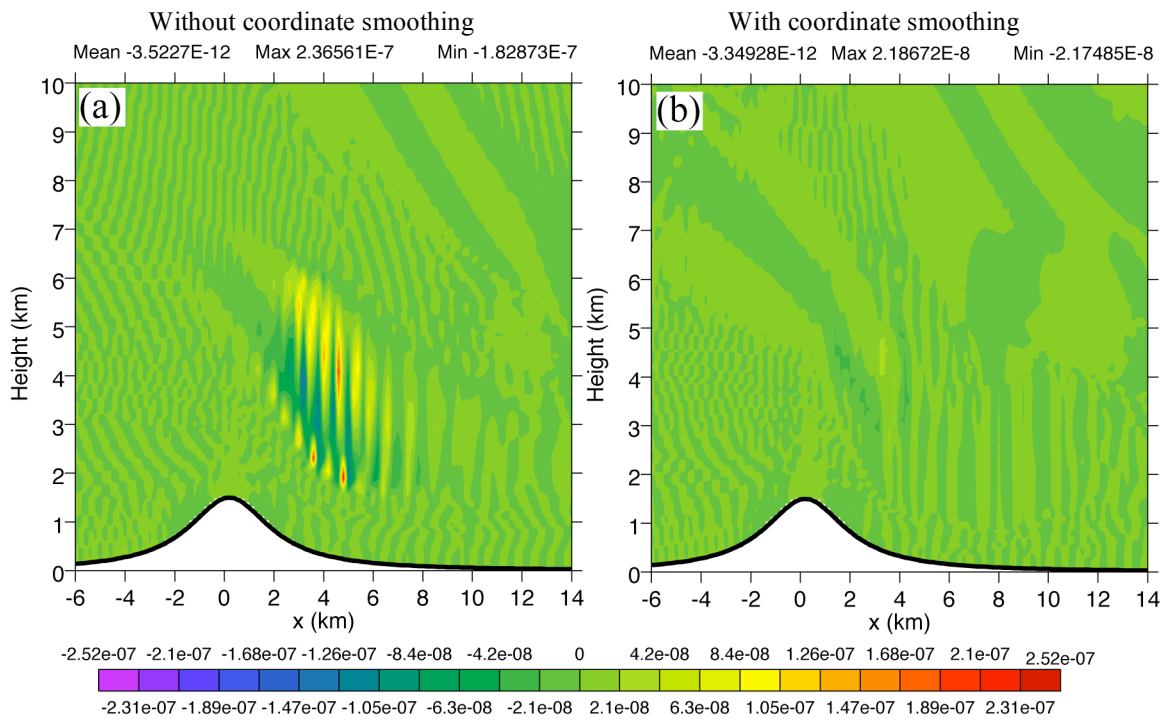 Without coordinate smoothing
With coordinate smoothing
Mean -3.5227E-12 Max 2.36561E-7 Min -1.82873E-7
Mean -3.34928E-12 Max 2.18672E-8 Min -2.17485E-8
(a)
(b)
10
9
8
7
6
5
4
3
2
1
0
Height (km)
-6 -4 -2 0 2 4 6 8 10 12 14
x (km)
10
9
8
7
6
5
4
3
2
1
0
Height (km)
-6 -4 -2 0 2 4 6 8 10 12 14
x (km)
-2.52e-07 -2.1e-07 -1.68e-07 -1.26e-07 -8.4e-08 -4.2e-08 0 4.2e-08 8.4e-08 1.26e-07 1.68e-07 2.1e-07 2.52e-07
-2.31e-07 -1.89e-07 -1.47e-07 -1.05e-07 -6.3e-08 -2.1e-08 2.1e-08 6.3e-08 1.05e-07 1.47e-07 1.89e-07 2.31e-07